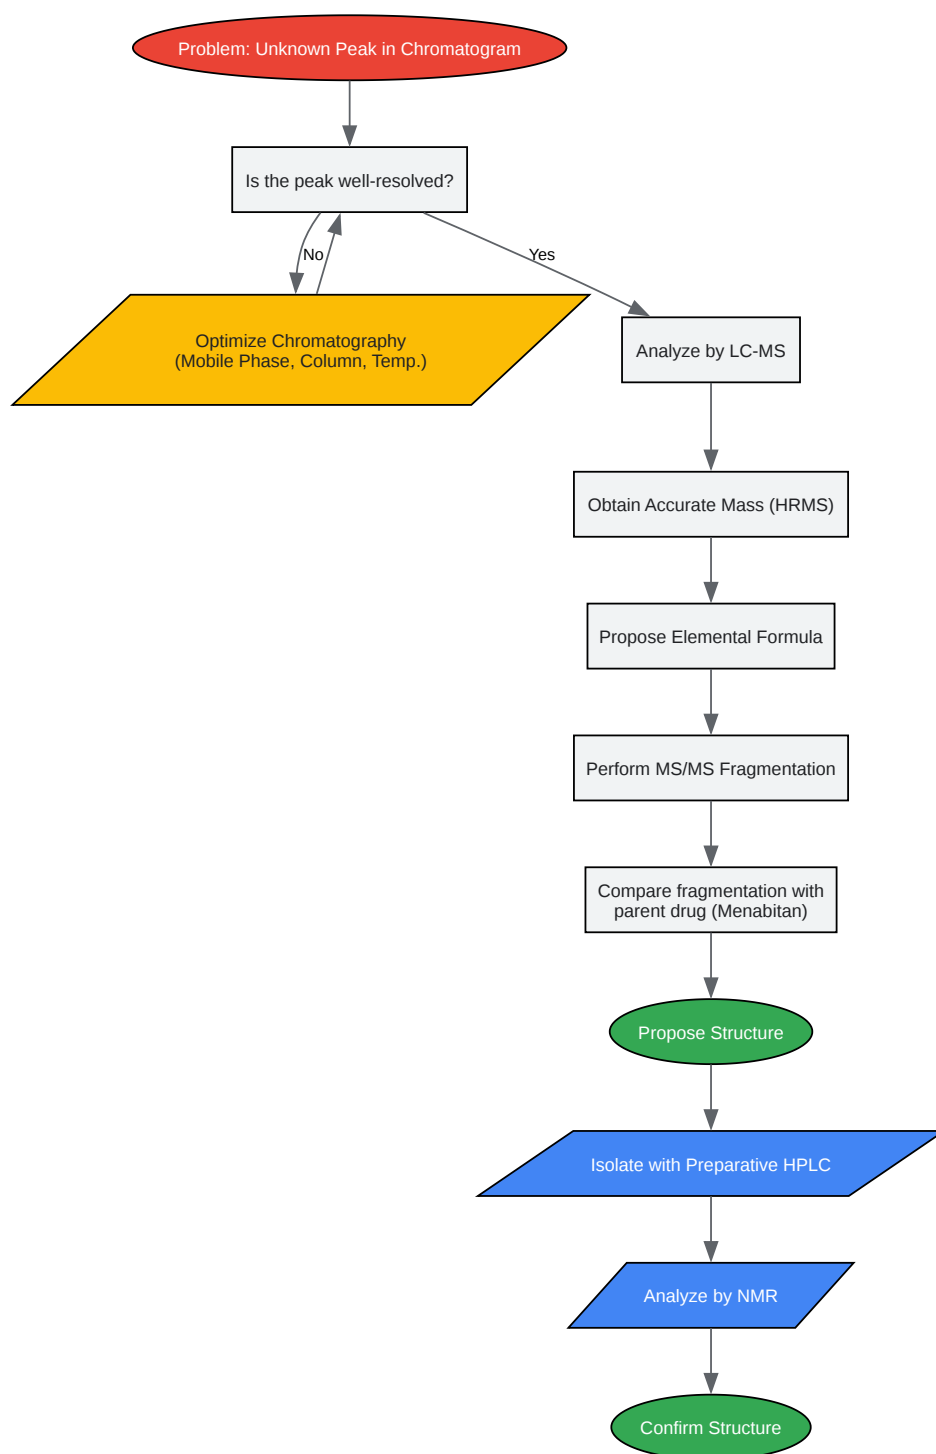 Problem: Unknown Peak in Chromatogram
Is the peak well-resolved?
No
Yes
Optimize Chromatography
(Mobile Phase, Column, Temp.)
Analyze by LC-MS
Obtain Accurate Mass (HRMS)
Propose Elemental Formula
Perform MS/MS Fragmentation
Compare fragmentation with
parent drug (Menabitan)
Propose Structure
Isolate with Preparative HPLC
Analyze by NMR
Confirm Structure